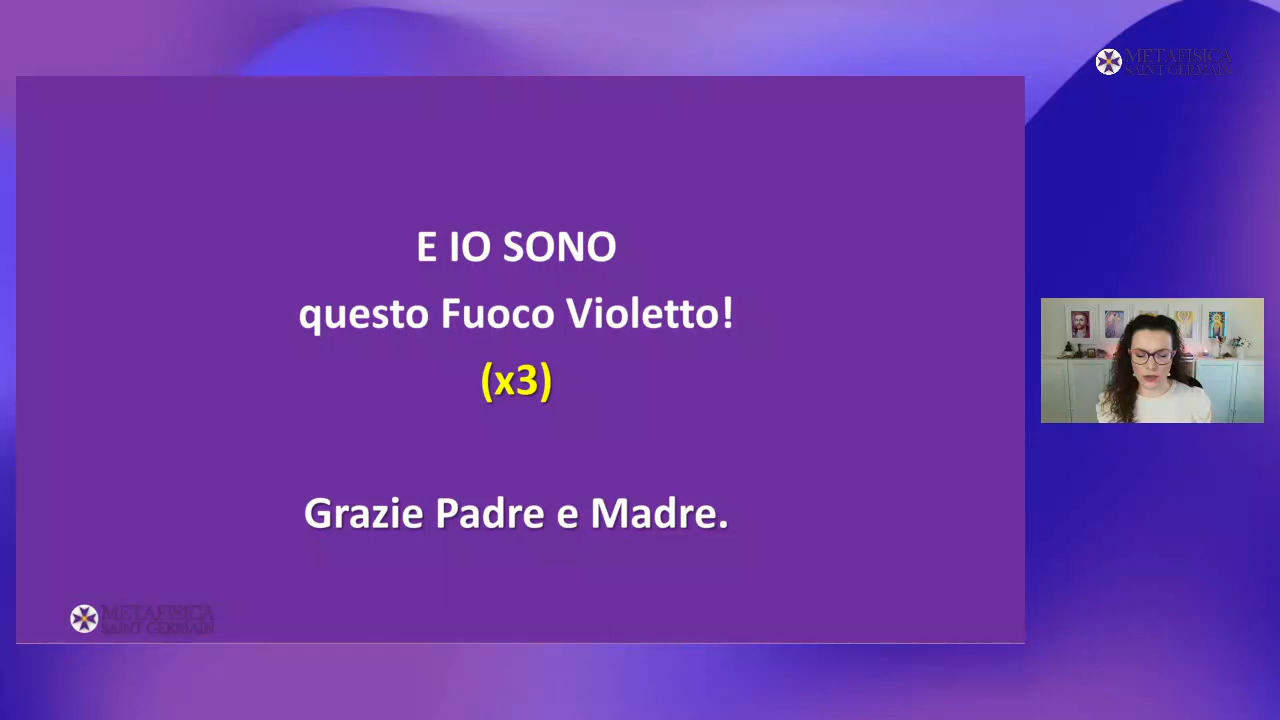 METAFISICA
SAINT GERMAIN
E IO SONO
questo Fuoco Violetto!
(x3)
Grazie Padre e Madre.
METAFISICA
SAINT GERMAIN